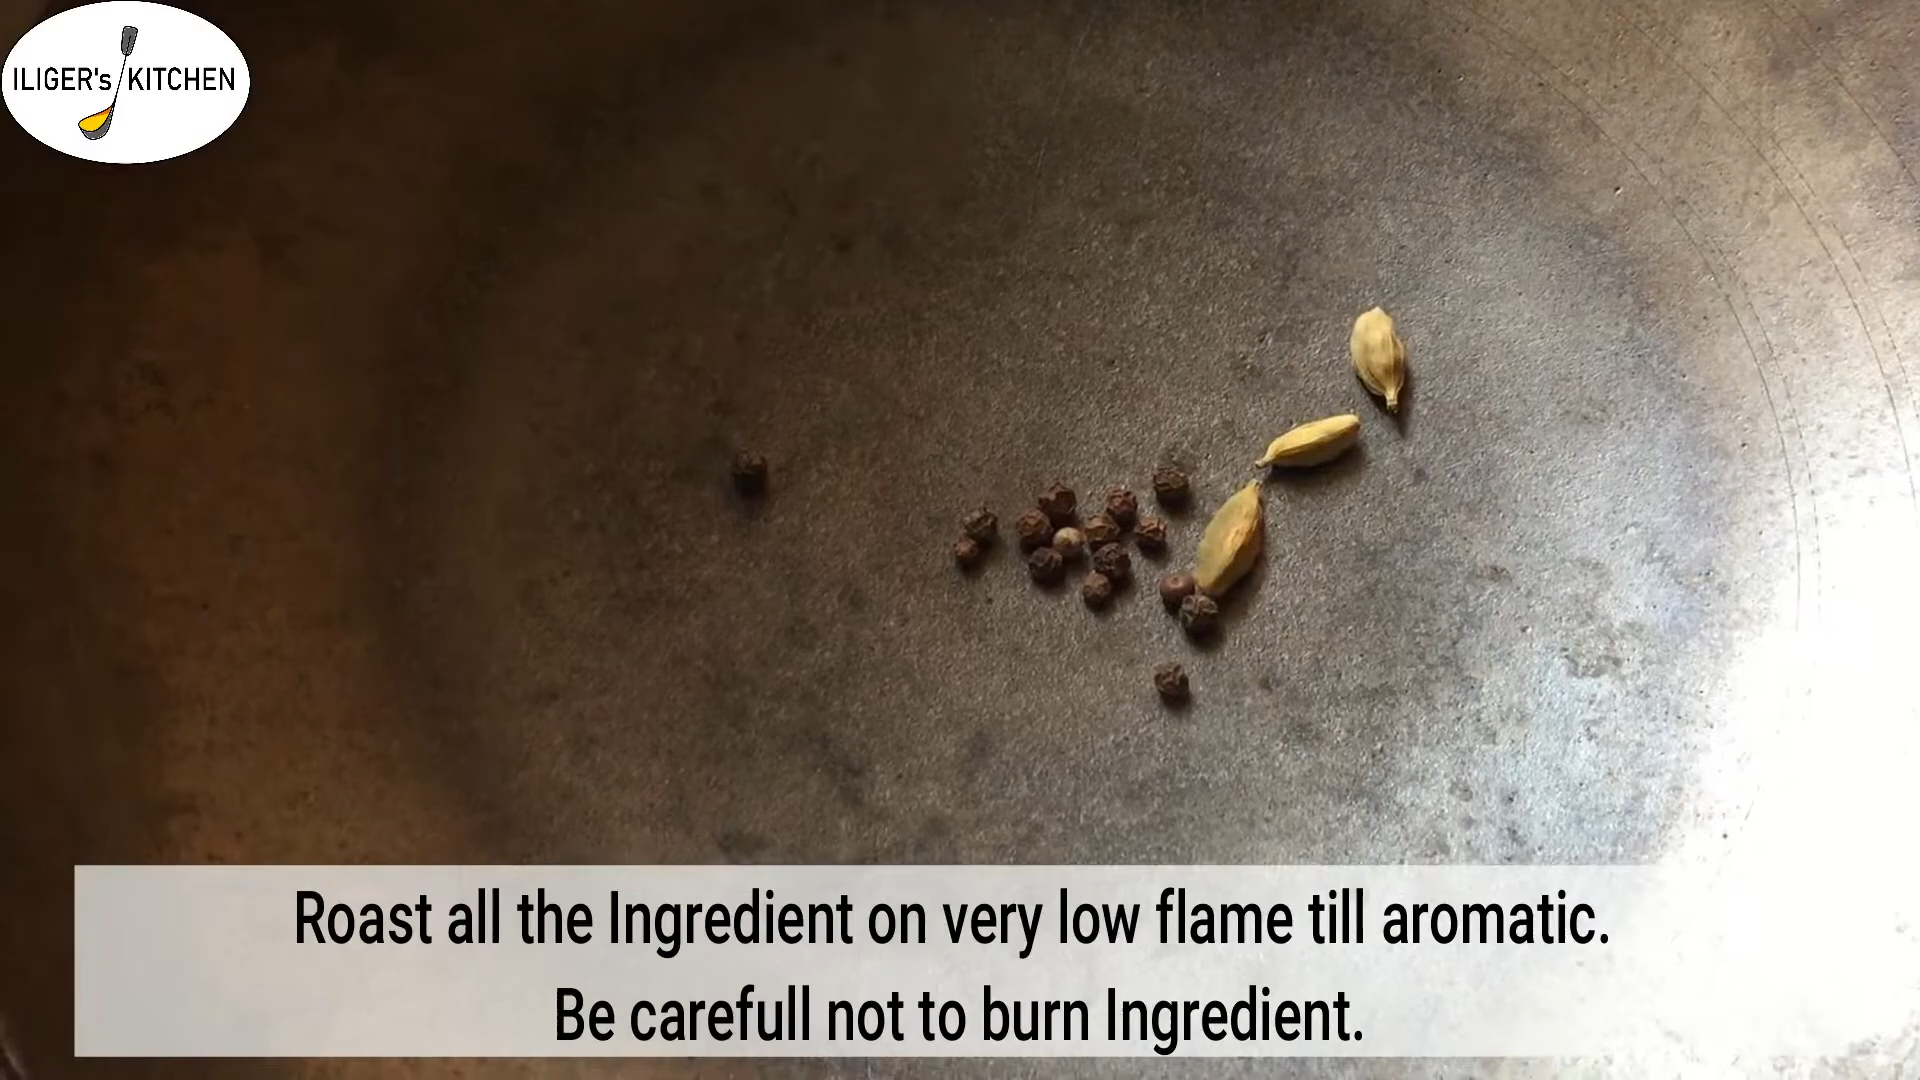 ILIGER's KITCHEN
Roast all the Ingredient on very low flame till aromatic.
Be carefull not to burn Ingredient.